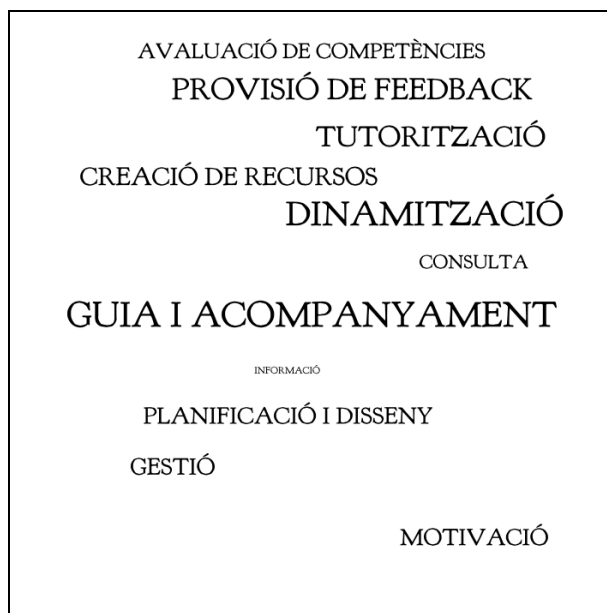 AVALUACIÓ DE COMPETÈNCIES
PROVISIÓ DE FEEDBACK
TUTORITZACIÓ
CREACIÓ DE RECURSOS
DINAMITZACIÓ
CONSULTA
GUIA I ACOMPANYAMENT
INFORMACIÓ
PLANIFICACIÓ I DISSENY
GESTIÓ
MOTIVACIÓ